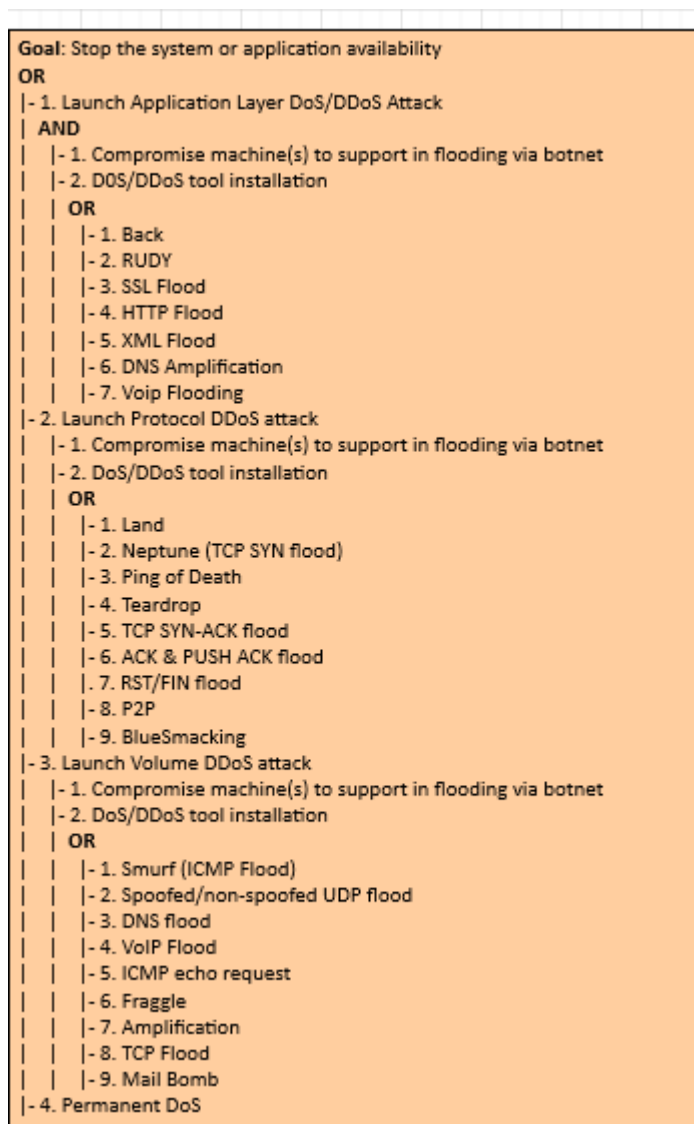 Goal: Stop the system or application availability
OR
|- 1. Launch Application Layer DoS/DDoS Attack
| AND
| |- 1. Compromise machine(s) to support in flooding via botnet
| |- 2. D0S/DDoS tool installation
| | OR
| | |- 1. Back
| | |- 2. RUDY
| | |- 3. SSL Flood
| | |- 4. HTTP Flood
| | |- 5. XML Flood
| | |- 6. DNS Amplification
| | |- 7. Voip Flooding
|- 2. Launch Protocol DDoS attack
| |- 1. Compromise machine(s) to support in flooding via botnet
| |- 2. DoS/DDoS tool installation
| | OR
| | |- 1. Land
| | |- 2. Neptune (TCP SYN flood)
| | |- 3. Ping of Death
| | |- 4. Teardrop
| | |- 5. TCP SYN-ACK flood
| | |- 6. ACK & PUSH ACK flood
| | |. 7. RST/FIN flood
| | |- 8. P2P
| | |- 9. BlueSmacking
|- 3. Launch Volume DDoS attack
| |- 1. Compromise machine(s) to support in flooding via botnet
| |- 2. DoS/DDoS tool installation
| | OR
| | |- 1. Smurf (ICMP Flood)
| | |- 2. Spoofed/non-spoofed UDP flood
| | |- 3. DNS flood
| | |- 4. VoIP Flood
| | |- 5. ICMP echo request
| | |- 6. Fraggle
| | |- 7. Amplification
| | |- 8. TCP Flood
| | |- 9. Mail Bomb
|- 4. Permanent DoS